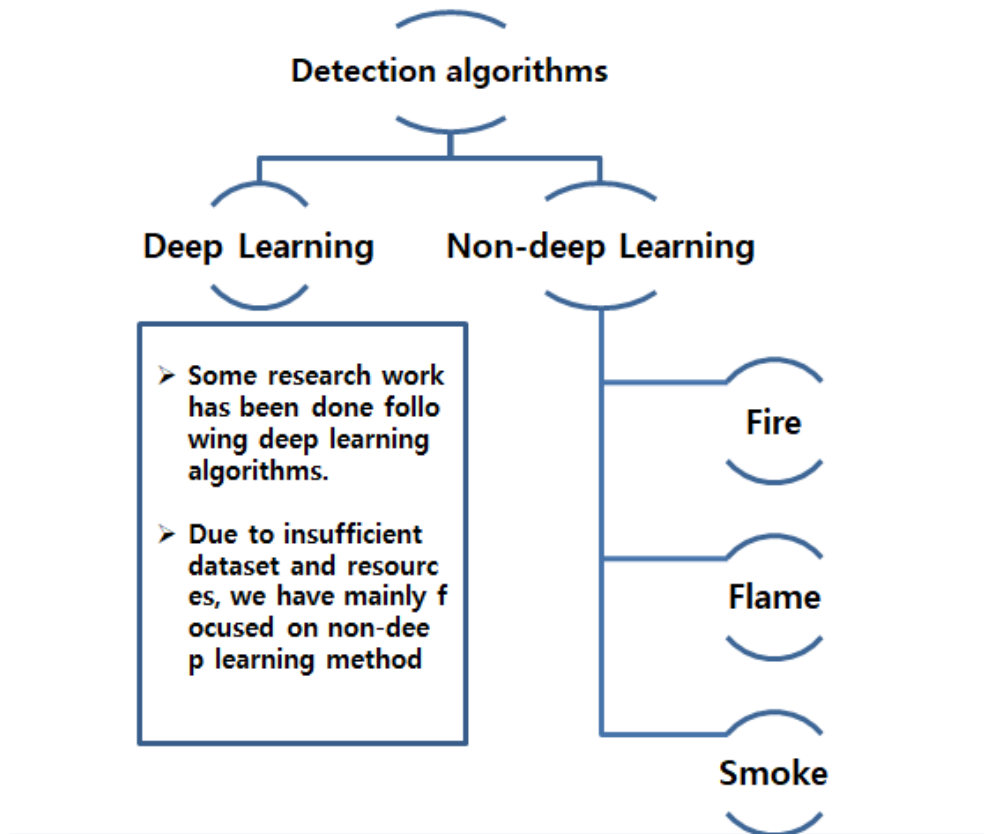 Detection algorithms
Deep Learning
Non-deep Learning
➢ Some research work
has been done follo
wing deep learning
algorithms.
➢ Due to insufficient
dataset and resourc
es, we have mainly f
ocused on non-dee
p learning method
Fire
Flame
Smoke